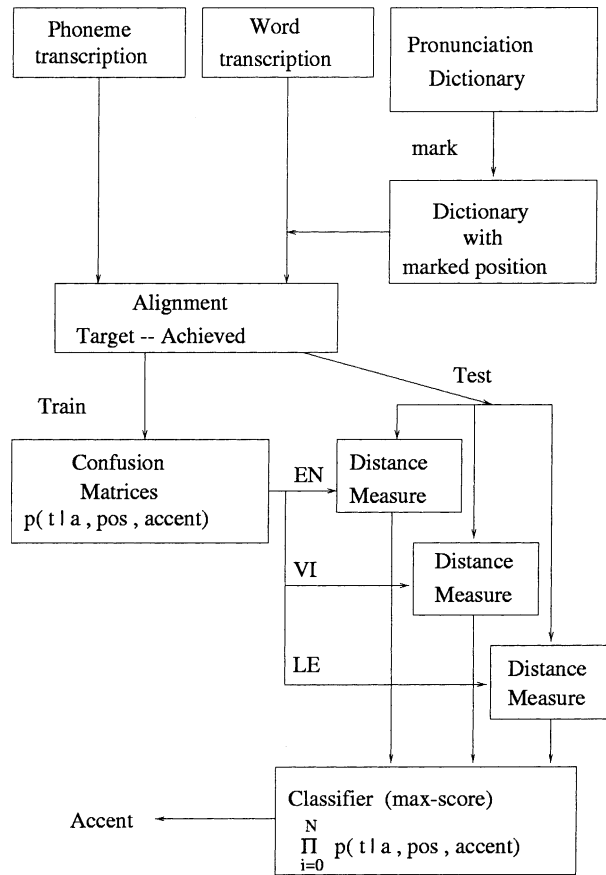 Phoneme
transcription
Word
transcription
Pronunciation
Dictionary
mark
Dictionary
with
marked position
Alignment
Target -- Achieved
Test
Train
Confusion
Matrices
p( t | a , pos , accent)
EN
Distance
Measure
VI
Distance
Measure
LE
Distance
Measure
Classifier (max-score)
N
Π p( t | a , pos , accent)
i=0
Accent